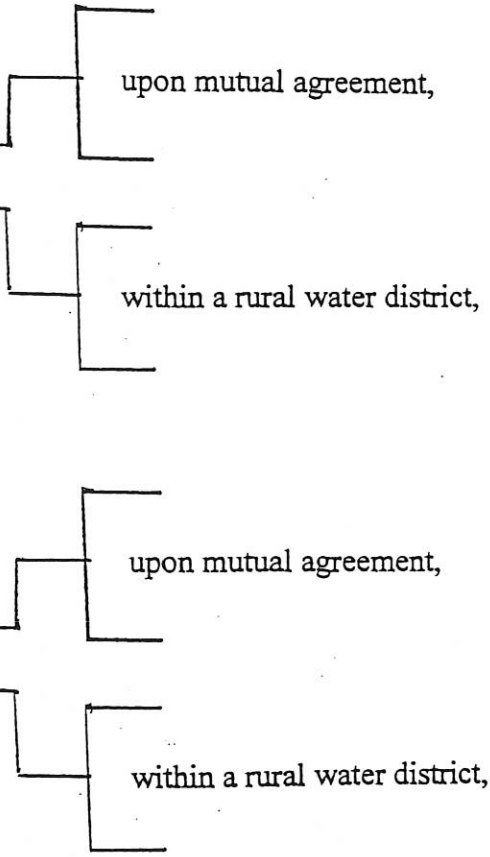 upon mutual agreement,
within a rural water district,
upon mutual agreement,
within a rural water district,